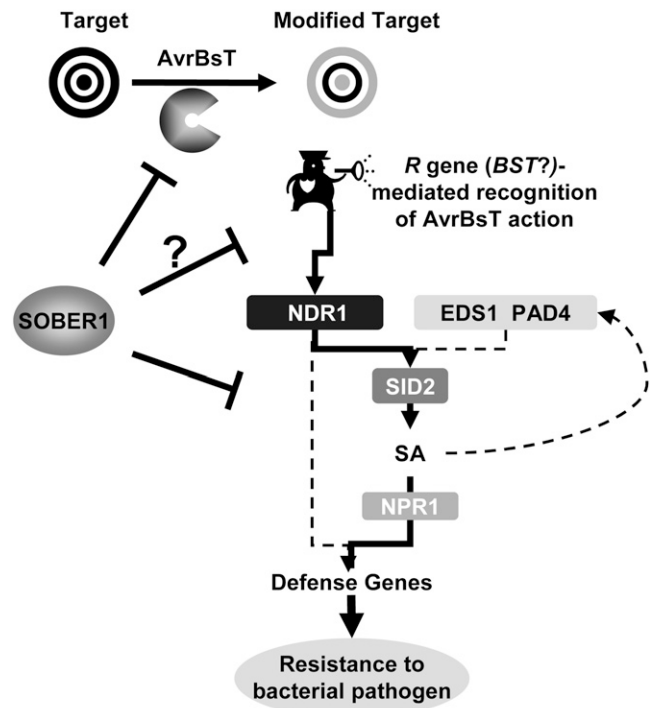 Target
Modified Target
AvrBsT
R gene (BST?)-
mediated recognition
of AvrBsT action
?
SOBER1
NDR1
EDS1 PAD4
SID2
SA
NPR1
Defense Genes
Resistance to
bacterial pathogen